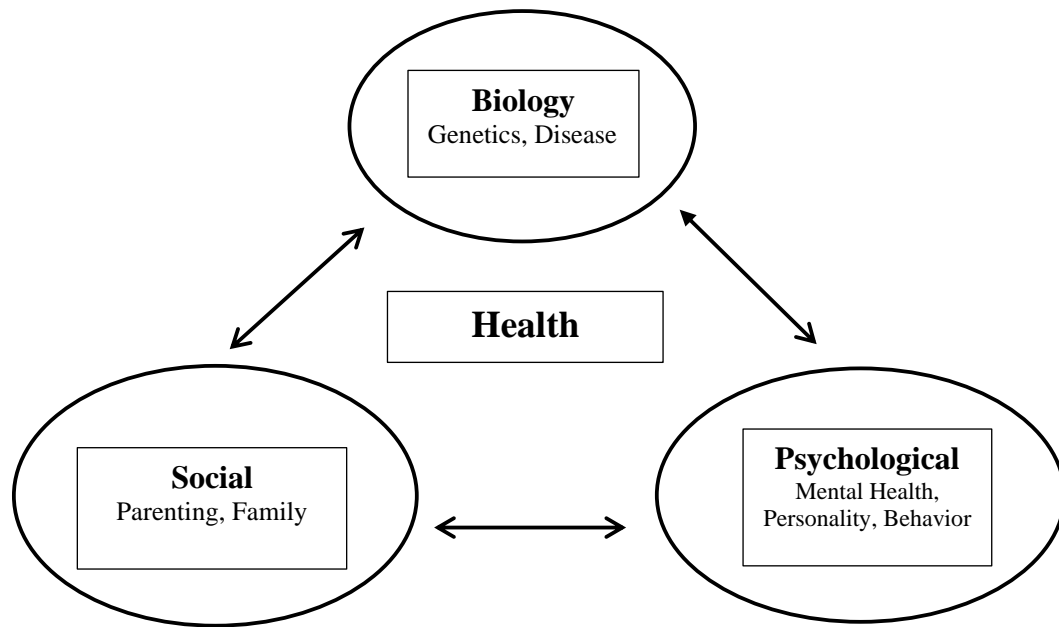 Biology
Genetics, Disease
Health
Social
Parenting, Family
Psychological
Mental Health,
Personality, Behavior